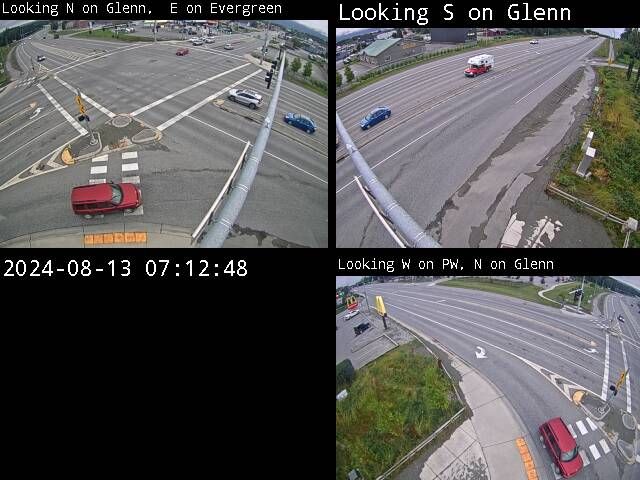 Looking N on Glenn, E on Evergreen
Looking S on Glenn
2024-08-13 07:12:48
Looking W on PW, N on Glenn